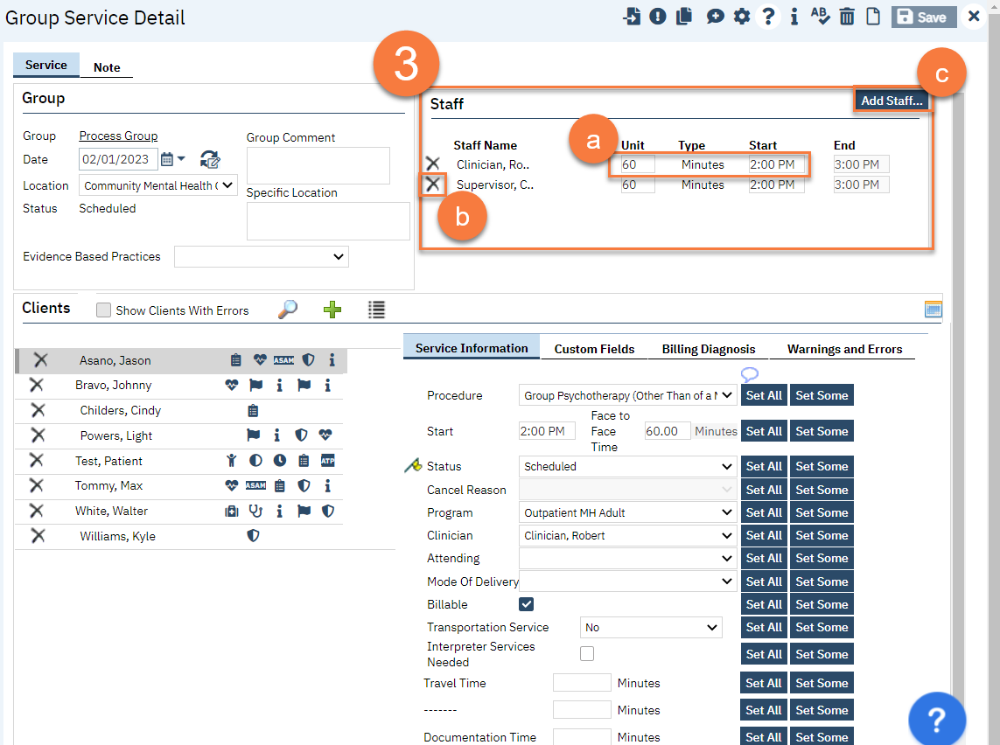 Group Service Detail
ABC
Save
Service
Note
3
c
Group
Staff
Add Staff...
Group
Process Group
Group Comment
Date
02/01/2023
Location
Community Mental Health (
Specific Location
Status
Scheduled
Evidence Based Practices
a
Staff Name
Unit
Type
Start
End
Clinician, Ro..
60
Minutes
2:00 PM
3:00 PM
Supervisor, C..
60
Minutes
2:00 PM
3:00 PM
b
Clients
Show Clients With Errors
Asano, Jason
ASAM
Bravo, Johnny
Childers, Cindy
Powers, Light
Test, Patient
ATP
Tommy, Max
ASAM
White, Walter
Williams, Kyle
Service Information
Custom Fields
Billing Diagnosis
Warnings and Errors
Procedure
Group Psychotherapy (Other Than of a M
Set All
Set Some
Start
2:00 PM
Face to
Face
Time
60.00
Minutes
Set All
Set Some
Status
Scheduled
Set All
Set Some
Cancel Reason
Set All
Set Some
Program
Outpatient MH Adult
Set All
Set Some
Clinician
Clinician, Robert
Set All
Set Some
Attending
Set All
Set Some
Mode Of Delivery
Set All
Set Some
Billable
Set All
Set Some
Transportation Service
No
Set All
Set Some
Interpreter Services
Needed
Set All
Set Some
Travel Time
Minutes
Set All
Set Some
-------
Minutes
Set All
Set Some
Documentation Time
Minutes
Set All
Set Some
?